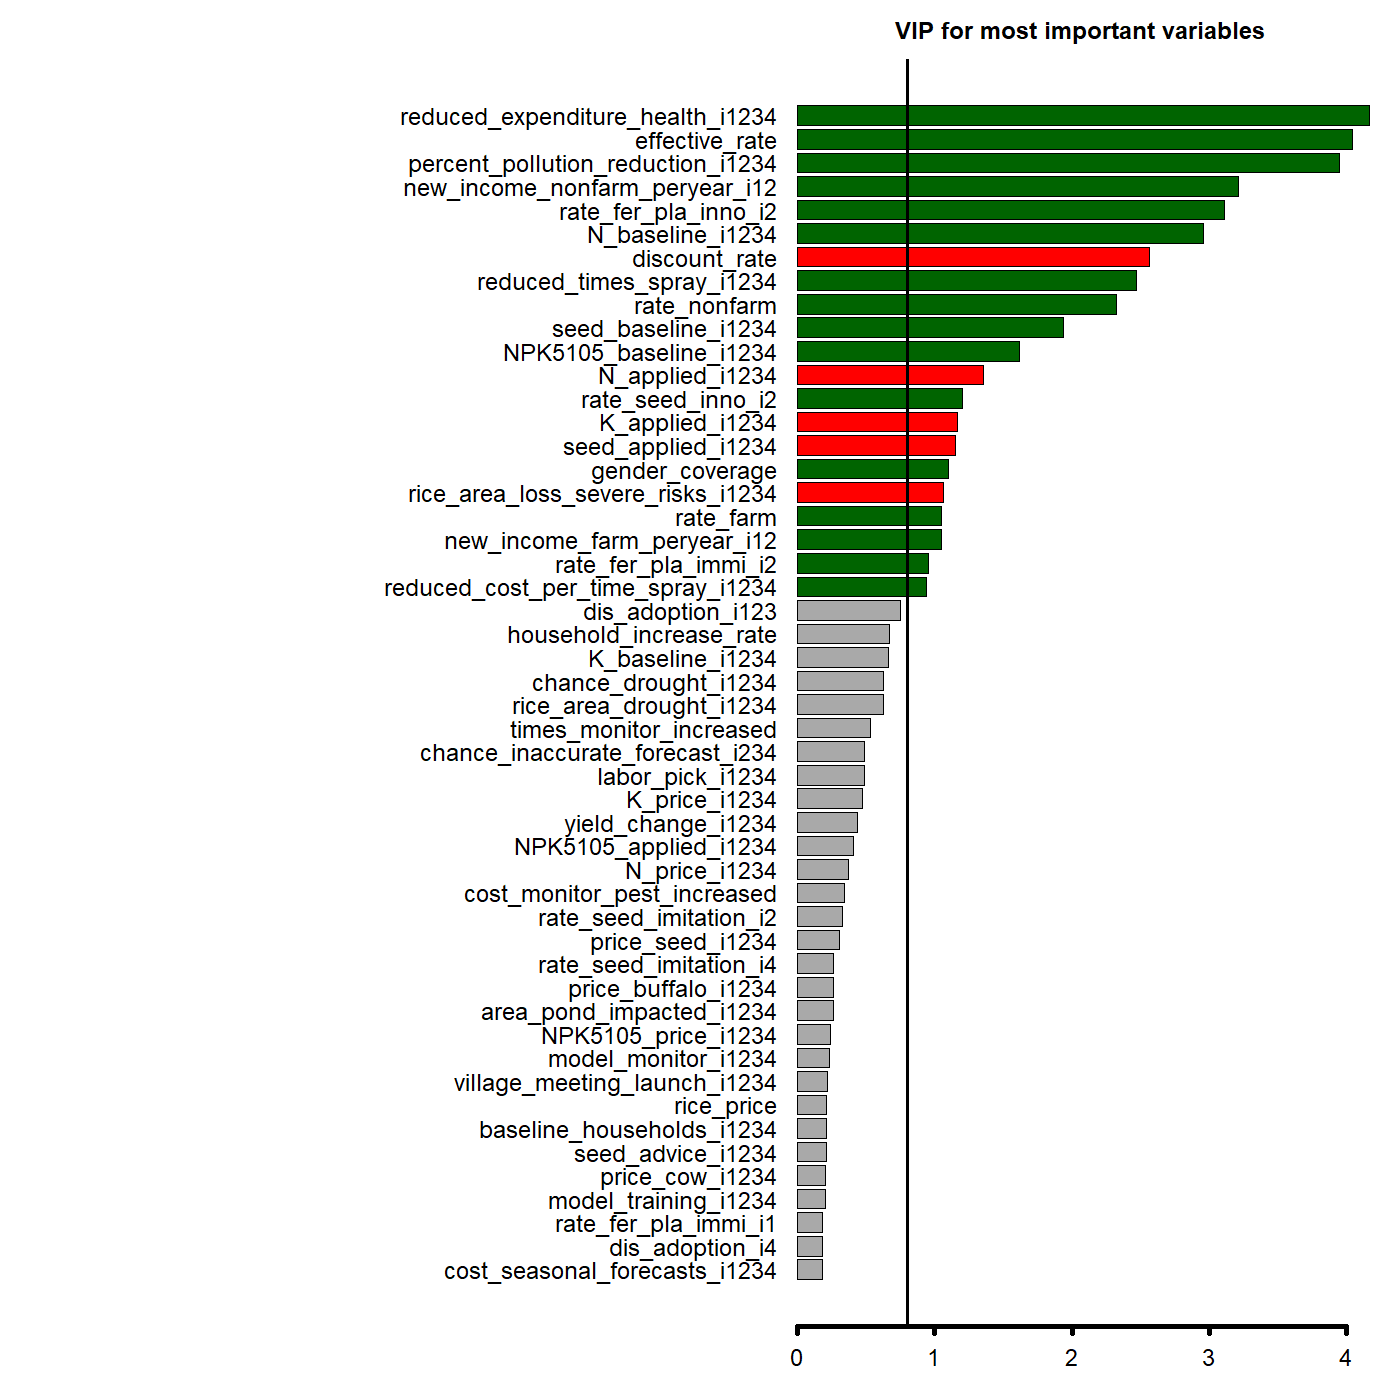 VIP for most important variables
reduced_expenditure_health_i1234
effective_rate
percent_pollution_reduction_i1234
new_income_nonfarm_peryear_i12
rate_fer_pla_inno_i2
N_baseline_i1234
discount_rate
reduced_times_spray_i1234
rate_nonfarm
seed_baseline_i1234
NPK5105_baseline_i1234
N_applied_i1234
rate_seed_inno_i2
K_applied_i1234
seed_applied_i1234
gender_coverage
rice_area_loss_severe_risks_i1234
rate_farm
new_income_farm_peryear_i12
rate_fer_pla_immi_i2
reduced_cost_per_time_spray_i1234
dis_adoption_i123
household_increase_rate
K_baseline_i1234
chance_drought_i1234
rice_area_drought_i1234
times_monitor_increased
chance_inaccurate_forecast_i234
labor_pick_i1234
K_price_i1234
yield_change_i1234
NPK5105_applied_i1234
N_price_i1234
cost_monitor_pest_increased
rate_seed_imitation_i2
price_seed_i1234
rate_seed_imitation_i4
price_buffalo_i1234
area_pond_impacted_i1234
NPK5105_price_i1234
model_monitor_i1234
village_meeting_launch_i1234
rice_price
baseline_households_i1234
seed_advice_i1234
price_cow_i1234
model_training_i1234
rate_fer_pla_immi_i1
dis_adoption_i4
cost_seasonal_forecasts_i1234
0 1 2 3 4